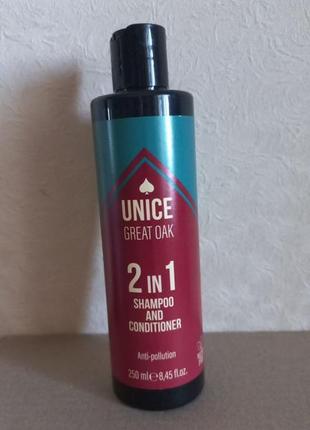 UNICE
GREAT OAK
2 IN 1
SHAMPOO
AND
CONDITIONER
Anti-pollution
250 ml ℮ 8,45 fl.oz.